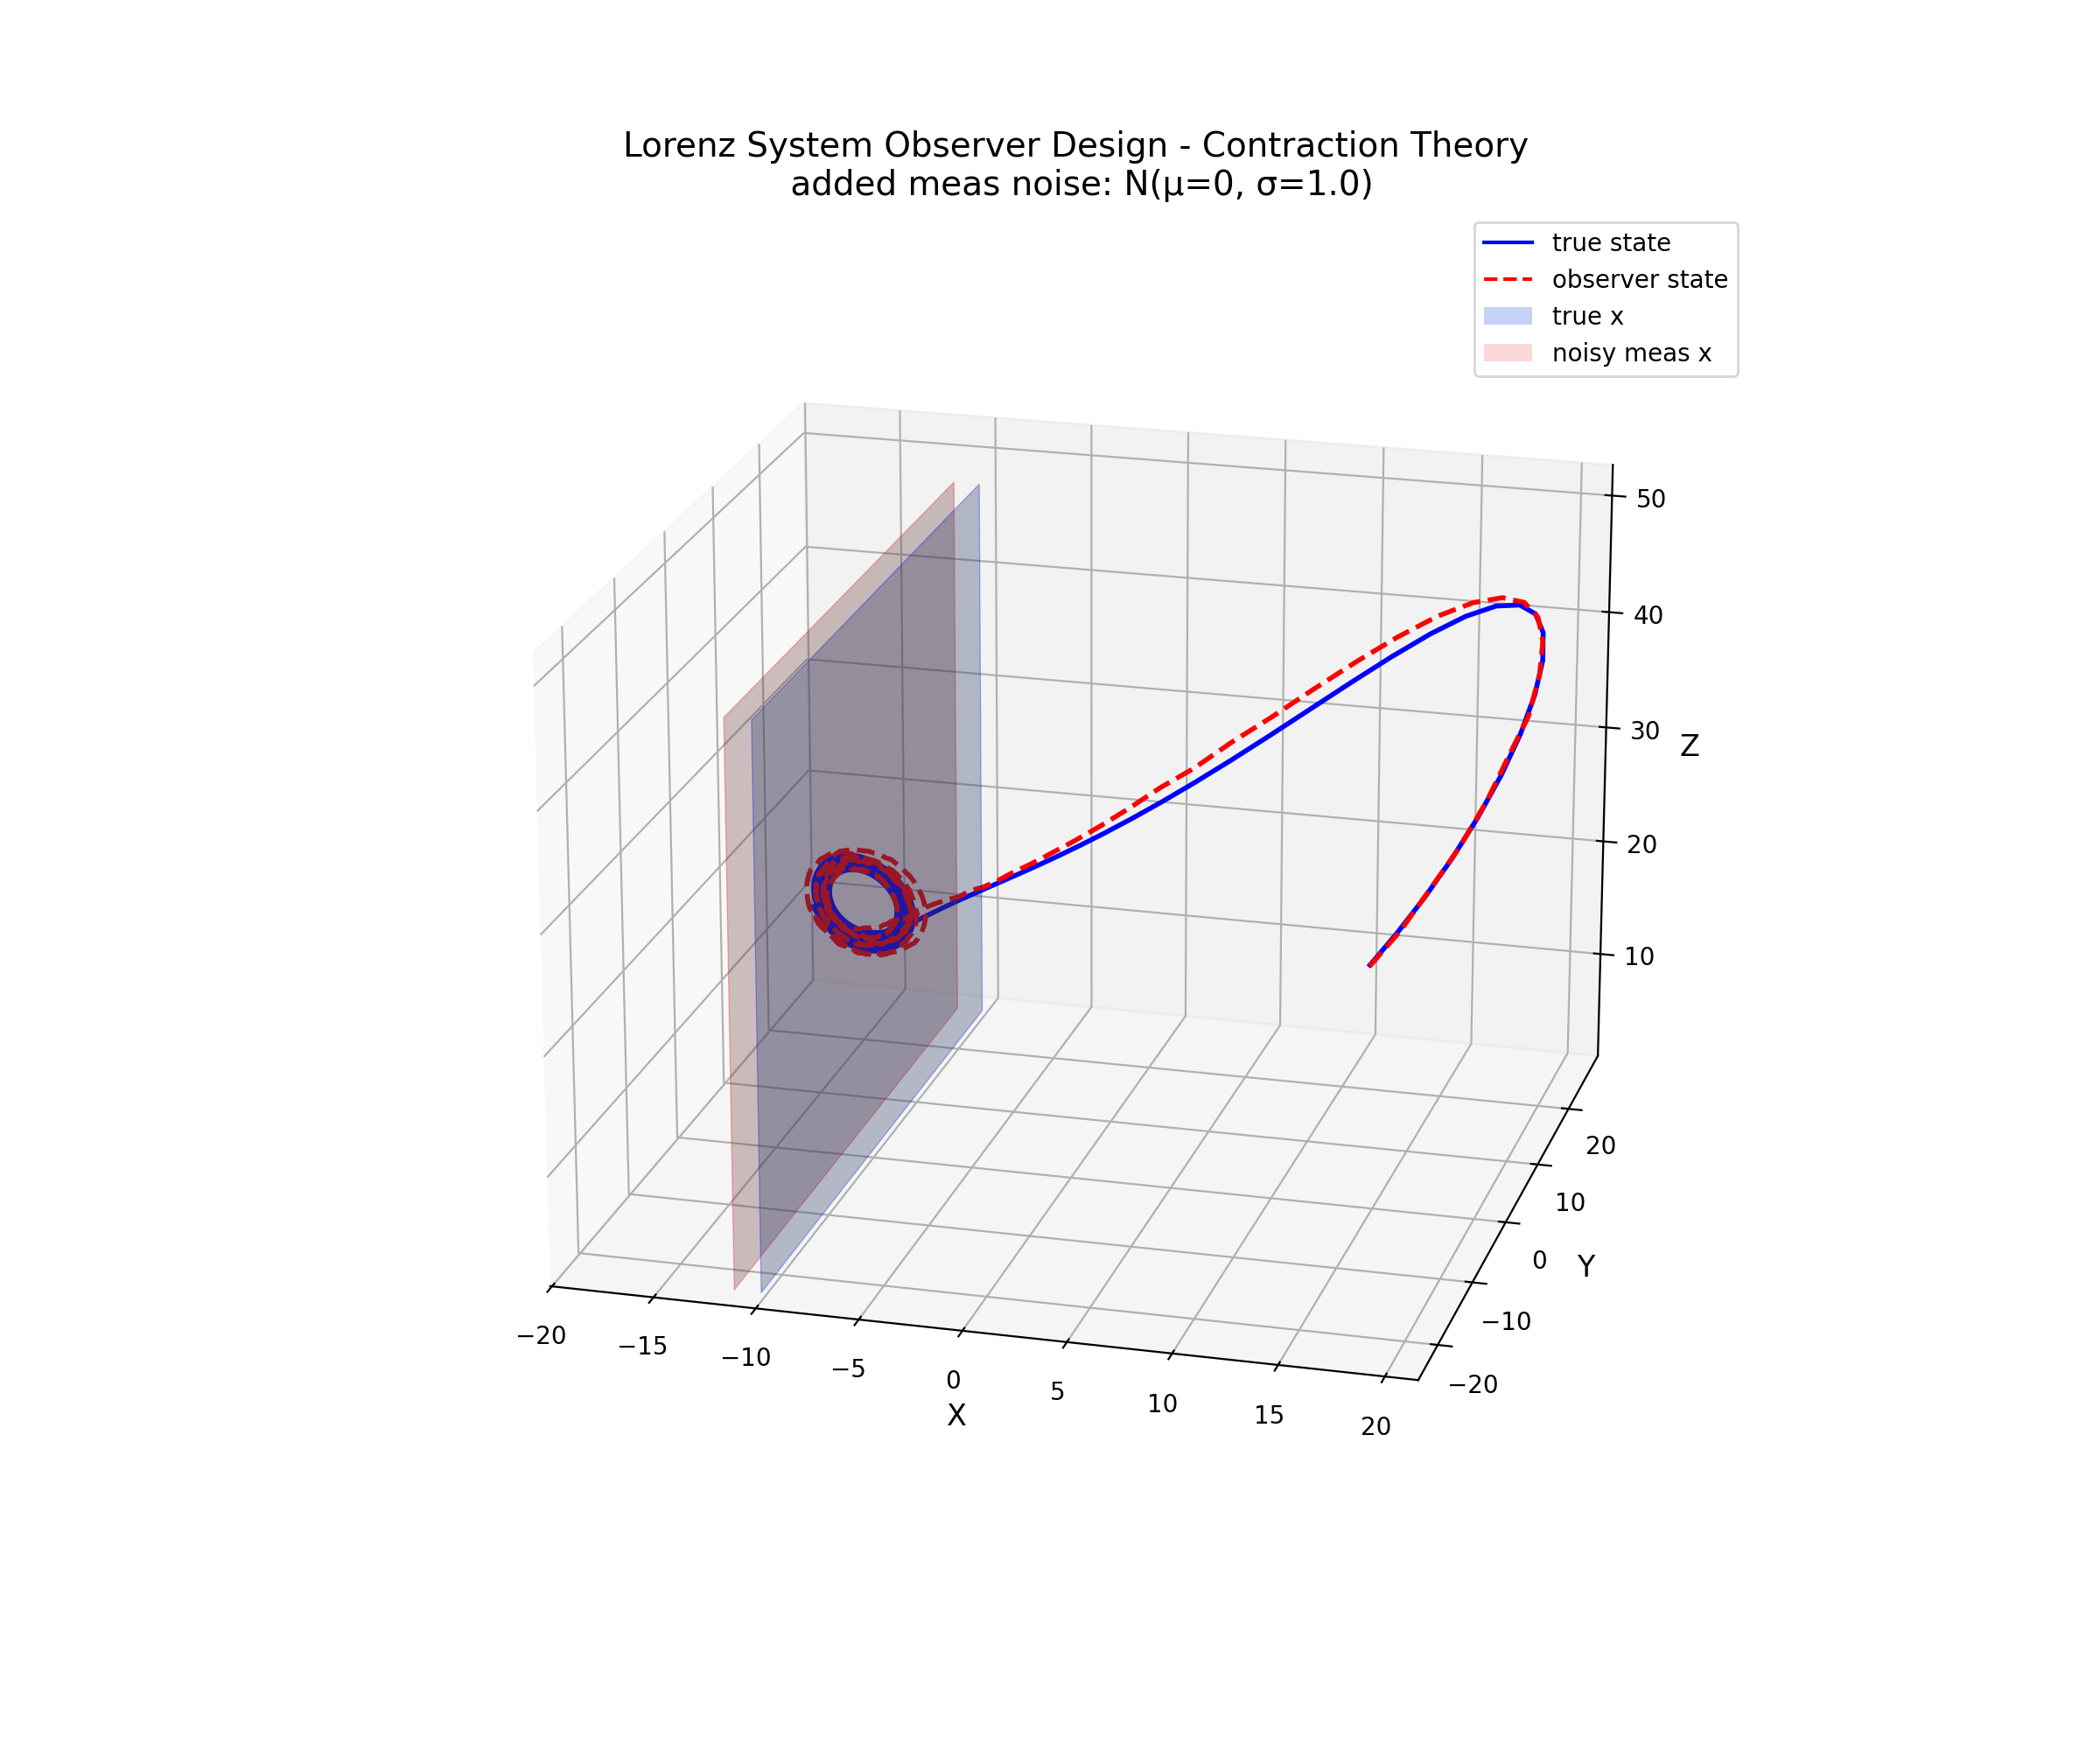 Lorenz System Observer Design - Contraction Theory
added meas noise: N(μ=0, σ=1.0)
true state
observer state
true x
noisy meas x
50
40
30
Z
20
10
20
10
0
Y
−10
−20
−20
−15
−10
−5
0
5
10
15
20
X